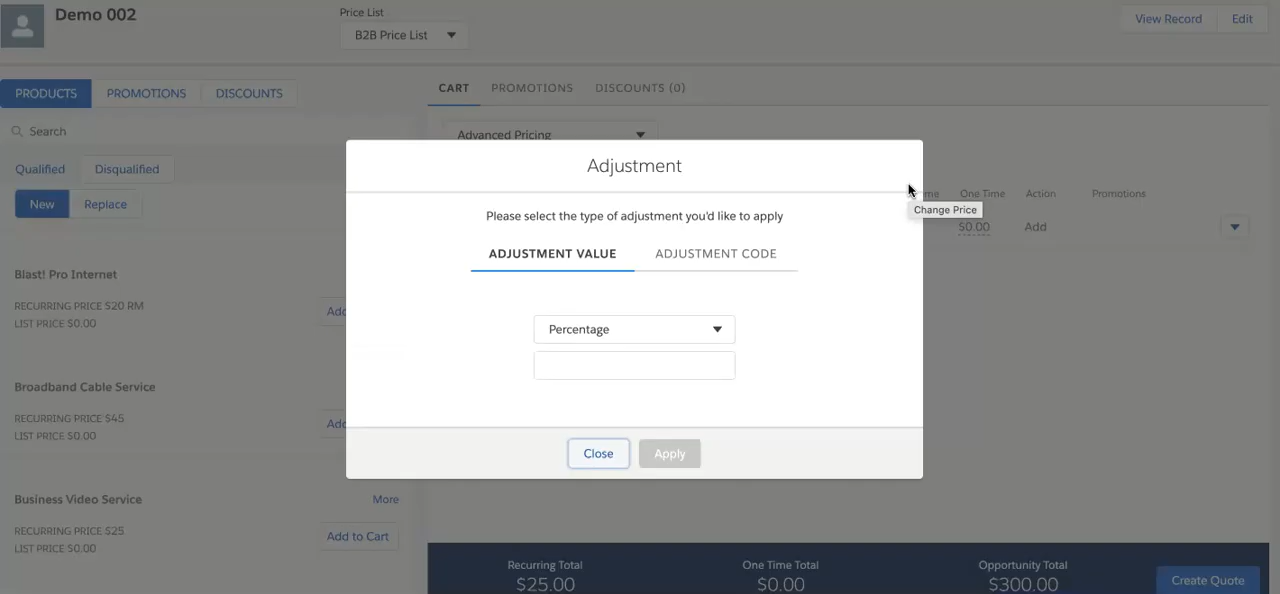 Demo 002
Price List
B2B Price List
View Record
Edit
PRODUCTS
PROMOTIONS
DISCOUNTS
Search
Qualified
Disqualified
New
Replace
Blast! Pro Internet
RECURRING PRICE $20 RM
LIST PRICE $0.00
Add
Broadband Cable Service
RECURRING PRICE $45
LIST PRICE $0.00
Add
Business Video Service
More
RECURRING PRICE $25
LIST PRICE $0.00
Add to Cart
CART
PROMOTIONS
DISCOUNTS (0)
Advanced Pricing
One Time
Action
Promotions
Change Price
$0.00
Add
Adjustment
Please select the type of adjustment you'd like to apply
ADJUSTMENT VALUE
ADJUSTMENT CODE
Percentage
Close
Apply
Recurring Total
$25.00
One Time Total
$0.00
Opportunity Total
$300.00
Create Quote